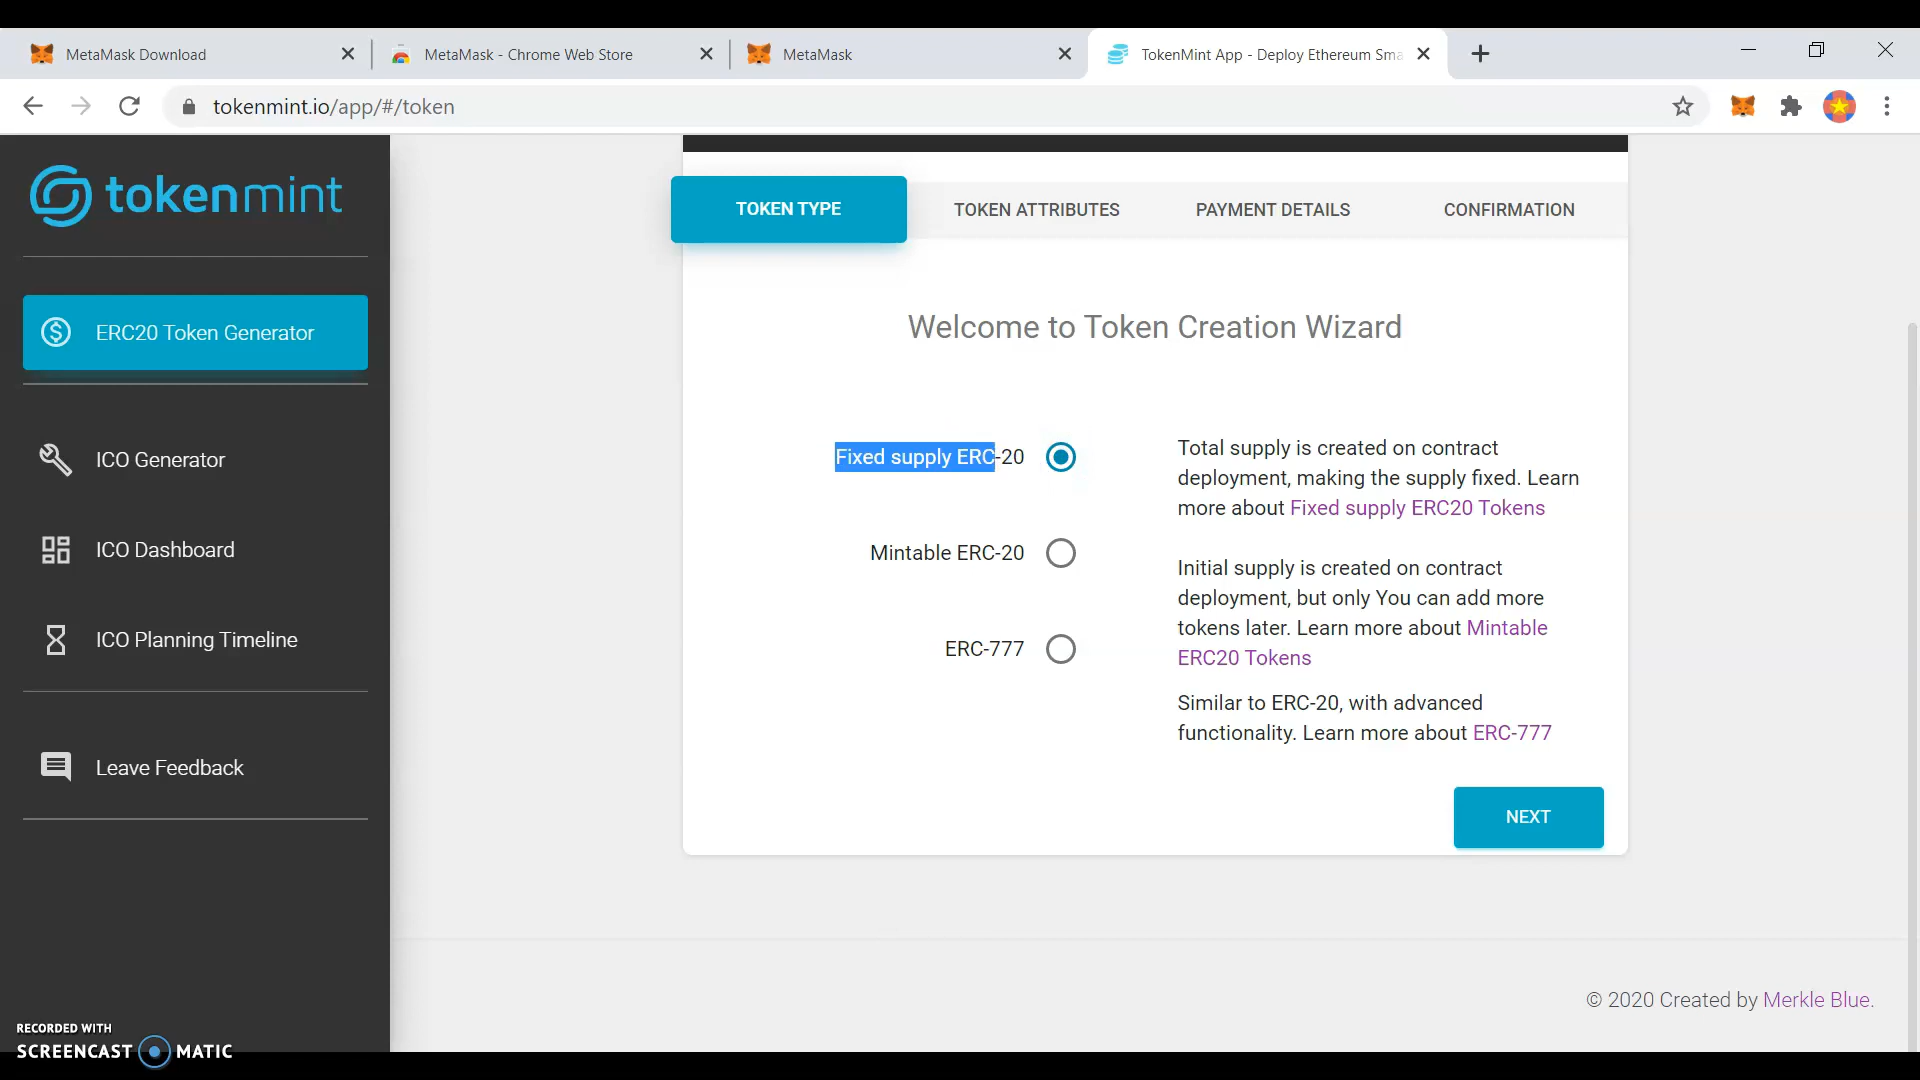 MetaMask Download
MetaMask - Chrome Web Store
MetaMask
TokenMint App - Deploy Ethereum Sma
tokenmint.io/app/#/token
tokenmint
ERC20 Token Generator
ICO Generator
ICO Dashboard
ICO Planning Timeline
Leave Feedback
RECORDED WITH
SCREENCAST MATIC
TOKEN TYPE
TOKEN ATTRIBUTES
PAYMENT DETAILS
CONFIRMATION
Welcome to Token Creation Wizard
Fixed supply ERC-20
Mintable ERC-20
ERC-777
Total supply is created on contract
deployment, making the supply fixed. Learn
more about Fixed supply ERC20 Tokens
Initial supply is created on contract
deployment, but only You can add more
tokens later. Learn more about Mintable
ERC20 Tokens
Similar to ERC-20, with advanced
functionality. Learn more about ERC-777
NEXT
© 2020 Created by Merkle Blue.